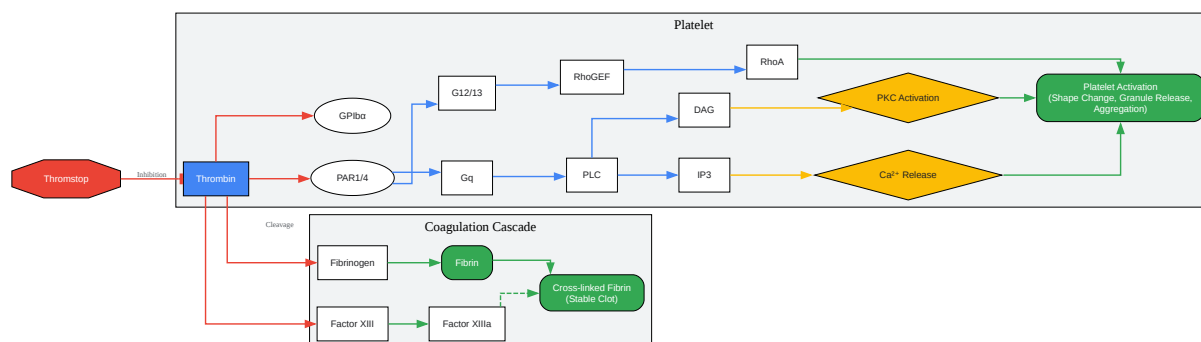 Platelet
RhoA
RhoGEF
G12/13
PKC Activation
Platelet Activation
(Shape Change, Granule Release,
Aggregation)
DAG
GPIbα
Thromstop
Inhibition
Thrombin
PAR1/4
Gq
PLC
IP3
Ca²⁺ Release
Cleavage
Coagulation Cascade
Fibrinogen
Fibrin
Cross-linked Fibrin
(Stable Clot)
Factor XIII
Factor XIIIa